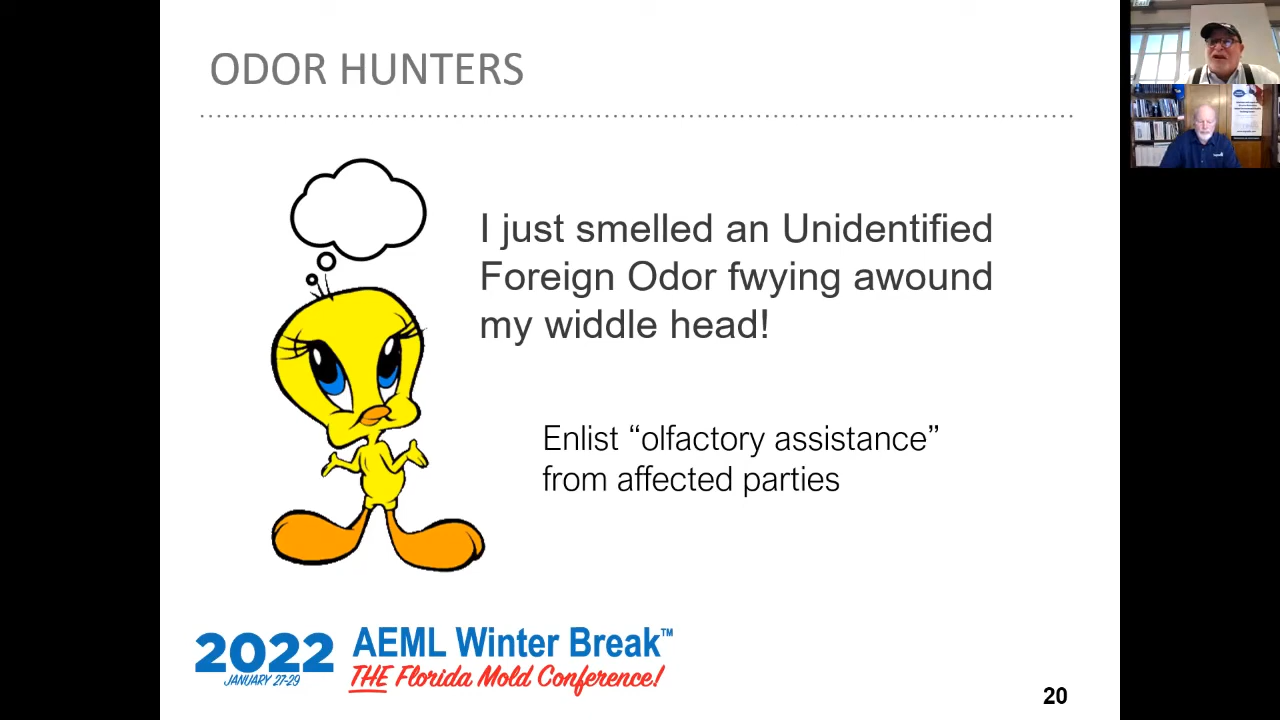 ODOR HUNTERS
I just smelled an Unidentified
Foreign Odor fwying awound
my widdle head!
Enlist “olfactory assistance”
from affected parties
2022
JANUARY 27-29
AEML Winter Break™
THE Florida Mold Conference!
20